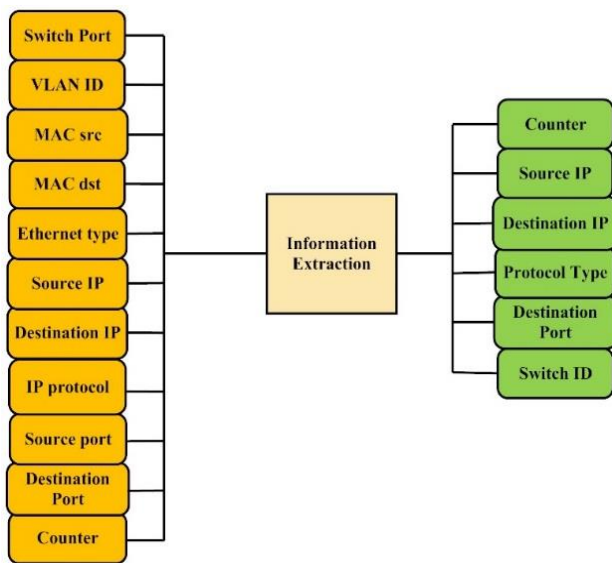 Switch Port
VLAN ID
MAC src
MAC dst
Ethernet type
Source IP
Destination IP
IP protocol
Source port
Destination
Port
Counter
Information
Extraction
Counter
Source IP
Destination IP
Protocol Type
Destination
Port
Switch ID